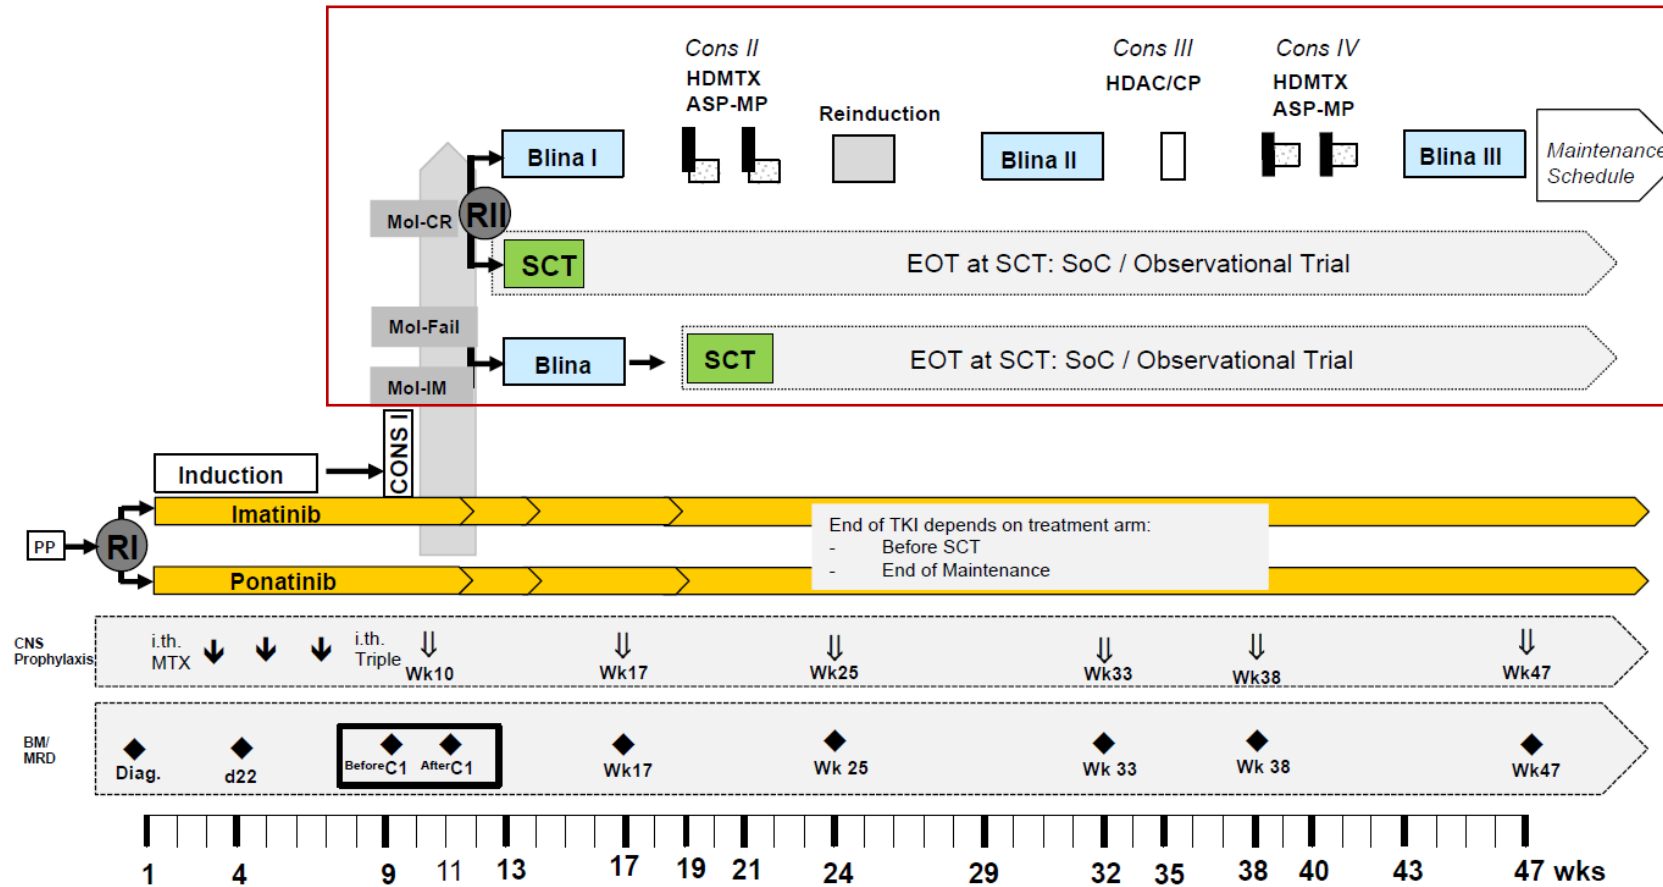 Cons II
HDMTX
ASP-MP
Cons III
HDAC/CP
Cons IV
HDMTX
ASP-MP
Reinduction
Blina I
Blina II
Blina III
Maintenance
Schedule
Mol-CR
RII
SCT
EOT at SCT: SoC / Observational Trial
Mol-Fail
Blina
SCT
EOT at SCT: SoC / Observational Trial
Mol-IM
CONS I
Induction
Imatinib
PP
RI
Ponatinib
End of TKI depends on treatment arm:
- Before SCT
- End of Maintenance
CNS
Prophylaxis
i.th.
MTX
i.th.
Triple
Wk10
Wk17
Wk25
Wk33
Wk38
Wk47
BM/
MRD
Diag.
d22
Before C1
After C1
Wk17
Wk 25
Wk 33
Wk 38
Wk47
1 4 9 11 13 17 19 21 24 29 32 35 38 40 43 47 wks